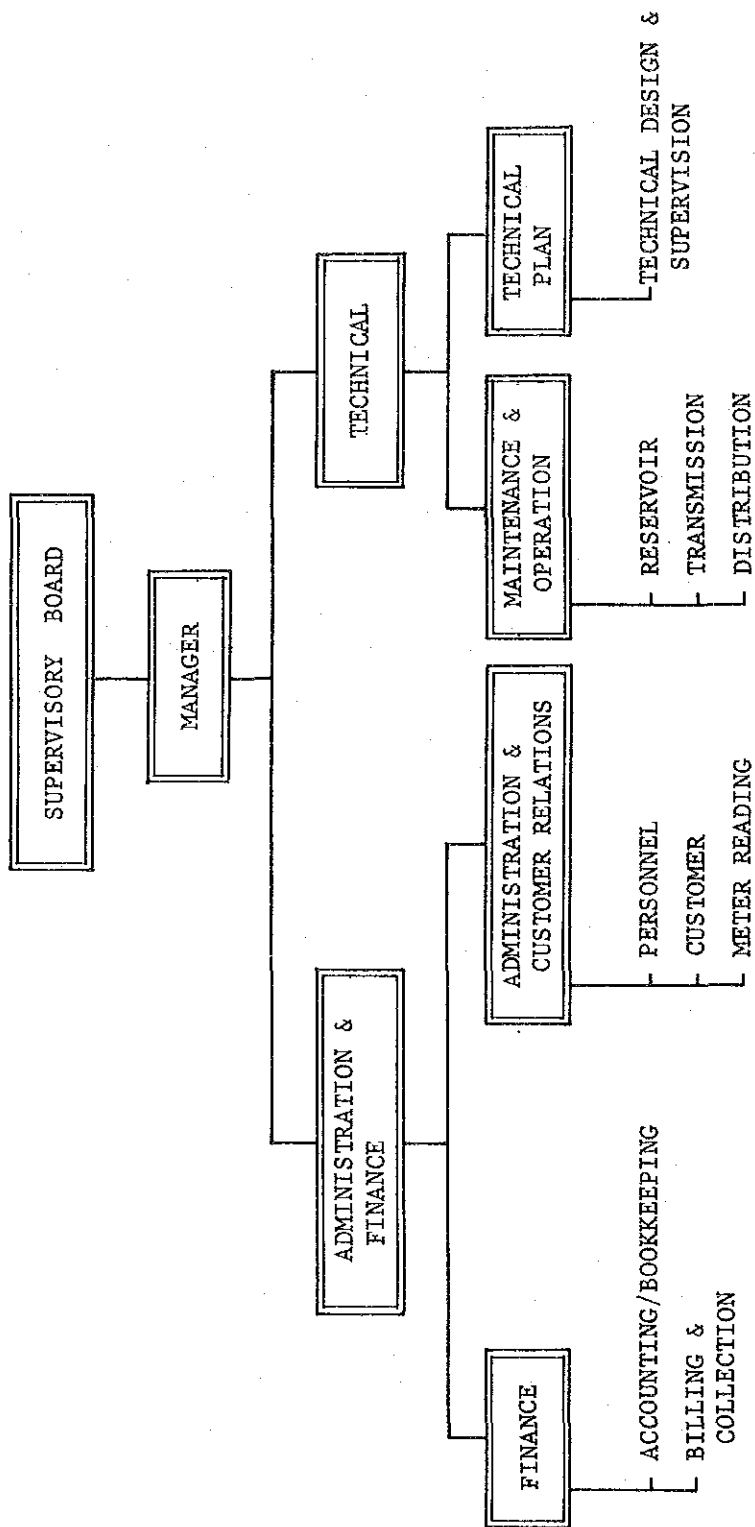 SUPERVISORY BOARD
MANAGER
ADMINISTRATION &
FINANCE
TECHNICAL
FINANCE
ADMINISTRATION &
CUSTOMER RELATIONS
MAINTENANCE &
OPERATION
TECHNICAL
PLAN
ACCOUNTING/BOOKKEEPING
BILLING &
COLLECTION
PERSONNEL
CUSTOMER
METER READING
RESERVOIR
TRANSMISSION
DISTRIBUTION
TECHNICAL DESIGN &
SUPERVISION